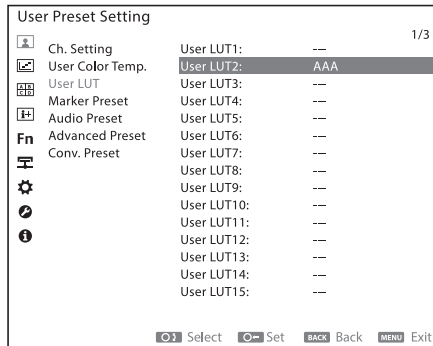 User Preset Setting
1/3
Ch. Setting
User Color Temp.
User LUT
Marker Preset
Audio Preset
Fn Advanced Preset
Conv. Preset
User LUT1: ---
User LUT2: AAA
User LUT3: ---
User LUT4: ---
User LUT5: ---
User LUT6: ---
User LUT7: ---
User LUT8: ---
User LUT9: ---
User LUT10: ---
User LUT11: ---
User LUT12: ---
User LUT13: ---
User LUT14: ---
User LUT15: ---
Select Set BACK Back MENU Exit